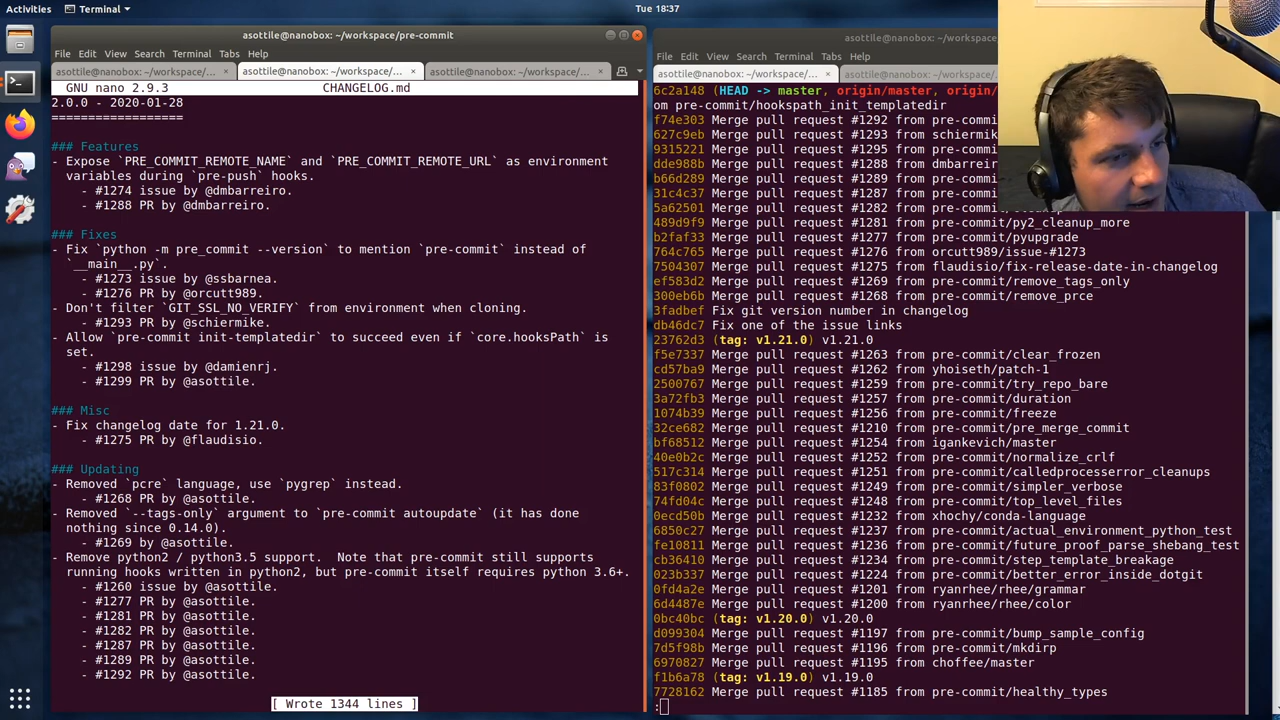 Activities
Terminal
Tue 18:37
asottile@nanobox: ~/workspace/pre-commit
File Edit View Search Terminal Tabs Help
asottile@nanobox: ~/workspace/...
asottile@nanobox: ~/workspace/...
asottile@nanobox: ~/workspace/...
GNU nano 2.9.3 CHANGELOG.md
2.0.0 - 2020-01-28
==================
### Features
- Expose `PRE_COMMIT_REMOTE_NAME` and `PRE_COMMIT_REMOTE_URL` as environment
variables during `pre-push` hooks.
- #1274 issue by @dmbarreiro.
- #1288 PR by @dmbarreiro.
### Fixes
- Fix `python -m pre_commit --version` to mention `pre-commit` instead of
`__main__.py`.
- #1273 issue by @ssbarnea.
- #1276 PR by @orcutt989.
- Don't filter `GIT_SSL_NO_VERIFY` from environment when cloning.
- #1293 PR by @schiermike.
- Allow `pre-commit init-templatedir` to succeed even if `core.hooksPath` is
set.
- #1298 issue by @damienrj.
- #1299 PR by @asottile.
### Misc
- Fix changelog date for 1.21.0.
- #1275 PR by @flaudisio.
### Updating
- Removed `pcre` language, use `pygrep` instead.
- #1268 PR by @asottile.
- Removed `--tags-only` argument to `pre-commit autoupdate` (it has done
nothing since 0.14.0).
- #1269 by @asottile.
- Remove python2 / python3.5 support. Note that pre-commit still supports
running hooks written in python2, but pre-commit itself requires python 3.6+.
- #1260 issue by @asottile.
- #1277 PR by @asottile.
- #1281 PR by @asottile.
- #1282 PR by @asottile.
- #1287 PR by @asottile.
- #1289 PR by @asottile.
- #1292 PR by @asottile.
[ Wrote 1344 lines ]
asottile@nanobox:
File Edit View Search Terminal Tabs Help
asottile@nanobox: ~/workspace/pre-commit
asottile@nanobox: ~/workspace/
6c2a148 (HEAD -> master, origin/master, origin/
om pre-commit/hookspath_init_templatedir
f74e303 Merge pull request #1292 from pre-commi
627c9eb Merge pull request #1293 from schiermik
9315221 Merge pull request #1295 from pre-commi
dde988b Merge pull request #1288 from dmbarreir
b66d289 Merge pull request #1289 from pre-commi
31c4c37 Merge pull request #1287 from pre-commi
5a62501 Merge pull request #1282 from pre-commit/
489d9f9 Merge pull request #1281 from pre-commit/py2_cleanup_more
b2faf33 Merge pull request #1277 from pre-commit/pyupgrade
764c765 Merge pull request #1276 from orcutt989/issue-#1273
7504307 Merge pull request #1275 from flaudisio/fix-release-date-in-changelog
ef583d2 Merge pull request #1269 from pre-commit/remove_tags_only
300eb6b Merge pull request #1268 from pre-commit/remove_prce
3fadbef Fix git version number in changelog
db46dc7 Fix one of the issue links
23762d3 (tag: v1.21.0) v1.21.0
f5e7337 Merge pull request #1263 from pre-commit/clear_frozen
cd57ba9 Merge pull request #1262 from yhoiseth/patch-1
2500767 Merge pull request #1259 from pre-commit/try_repo_bare
3a72fb3 Merge pull request #1257 from pre-commit/duration
1074b39 Merge pull request #1256 from pre-commit/freeze
32ce682 Merge pull request #1210 from pre-commit/pre_merge_commit
bf68512 Merge pull request #1254 from igankevich/master
40e0b2c Merge pull request #1252 from pre-commit/normalize_crlf
517c314 Merge pull request #1251 from pre-commit/calledprocesserror_cleanups
83f0802 Merge pull request #1249 from pre-commit/simpler_verbose
74fd04c Merge pull request #1248 from pre-commit/top_level_files
0ecd50b Merge pull request #1232 from xhochy/conda-language
6850c27 Merge pull request #1237 from pre-commit/actual_environment_python_test
fe10811 Merge pull request #1236 from pre-commit/future_proof_parse_shebang_test
cb36410 Merge pull request #1234 from pre-commit/step_template_breakage
023b337 Merge pull request #1224 from pre-commit/better_error_inside_dotgit
0fd4a2e Merge pull request #1201 from ryanrhee/rhee/grammar
6d4487e Merge pull request #1200 from ryanrhee/rhee/color
0bc40bc (tag: v1.20.0) v1.20.0
d099304 Merge pull request #1197 from pre-commit/bump_sample_config
7d5f98b Merge pull request #1196 from pre-commit/mkdirp
6970827 Merge pull request #1195 from choffee/master
f1b6a78 (tag: v1.19.0) v1.19.0
7728162 Merge pull request #1185 from pre-commit/healthy_types
: